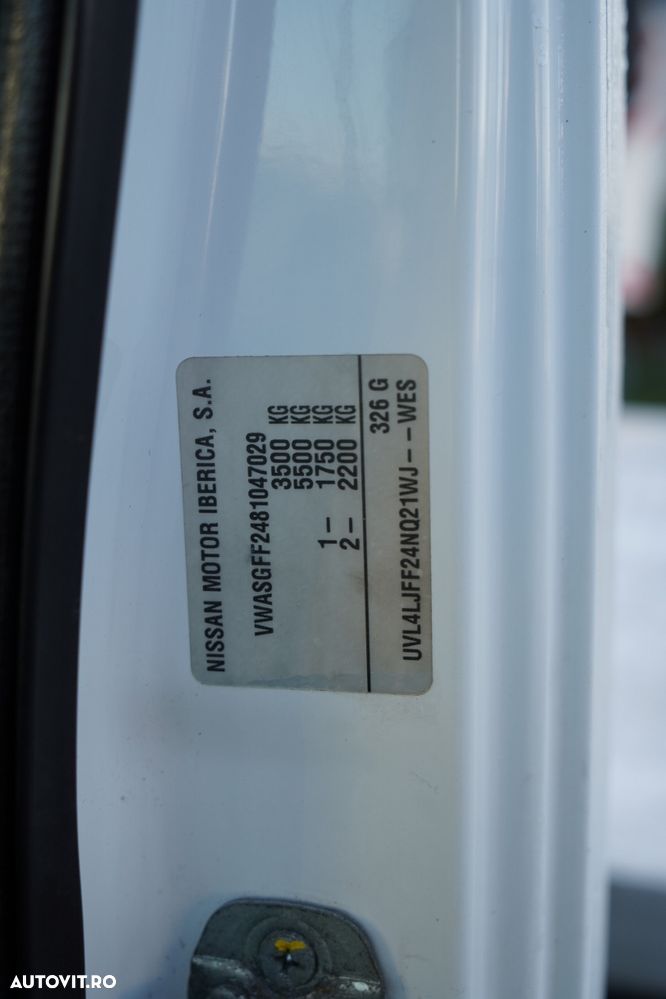 NISSAN MOTOR IBERICA, S.A.
VWASGFF2481047029
3500 KG
5500 KG
1– 1750 KG
2– 2200 KG
326 G
UVL4LJFF24NQ21WJ– –WES
AUTOVIT.RO